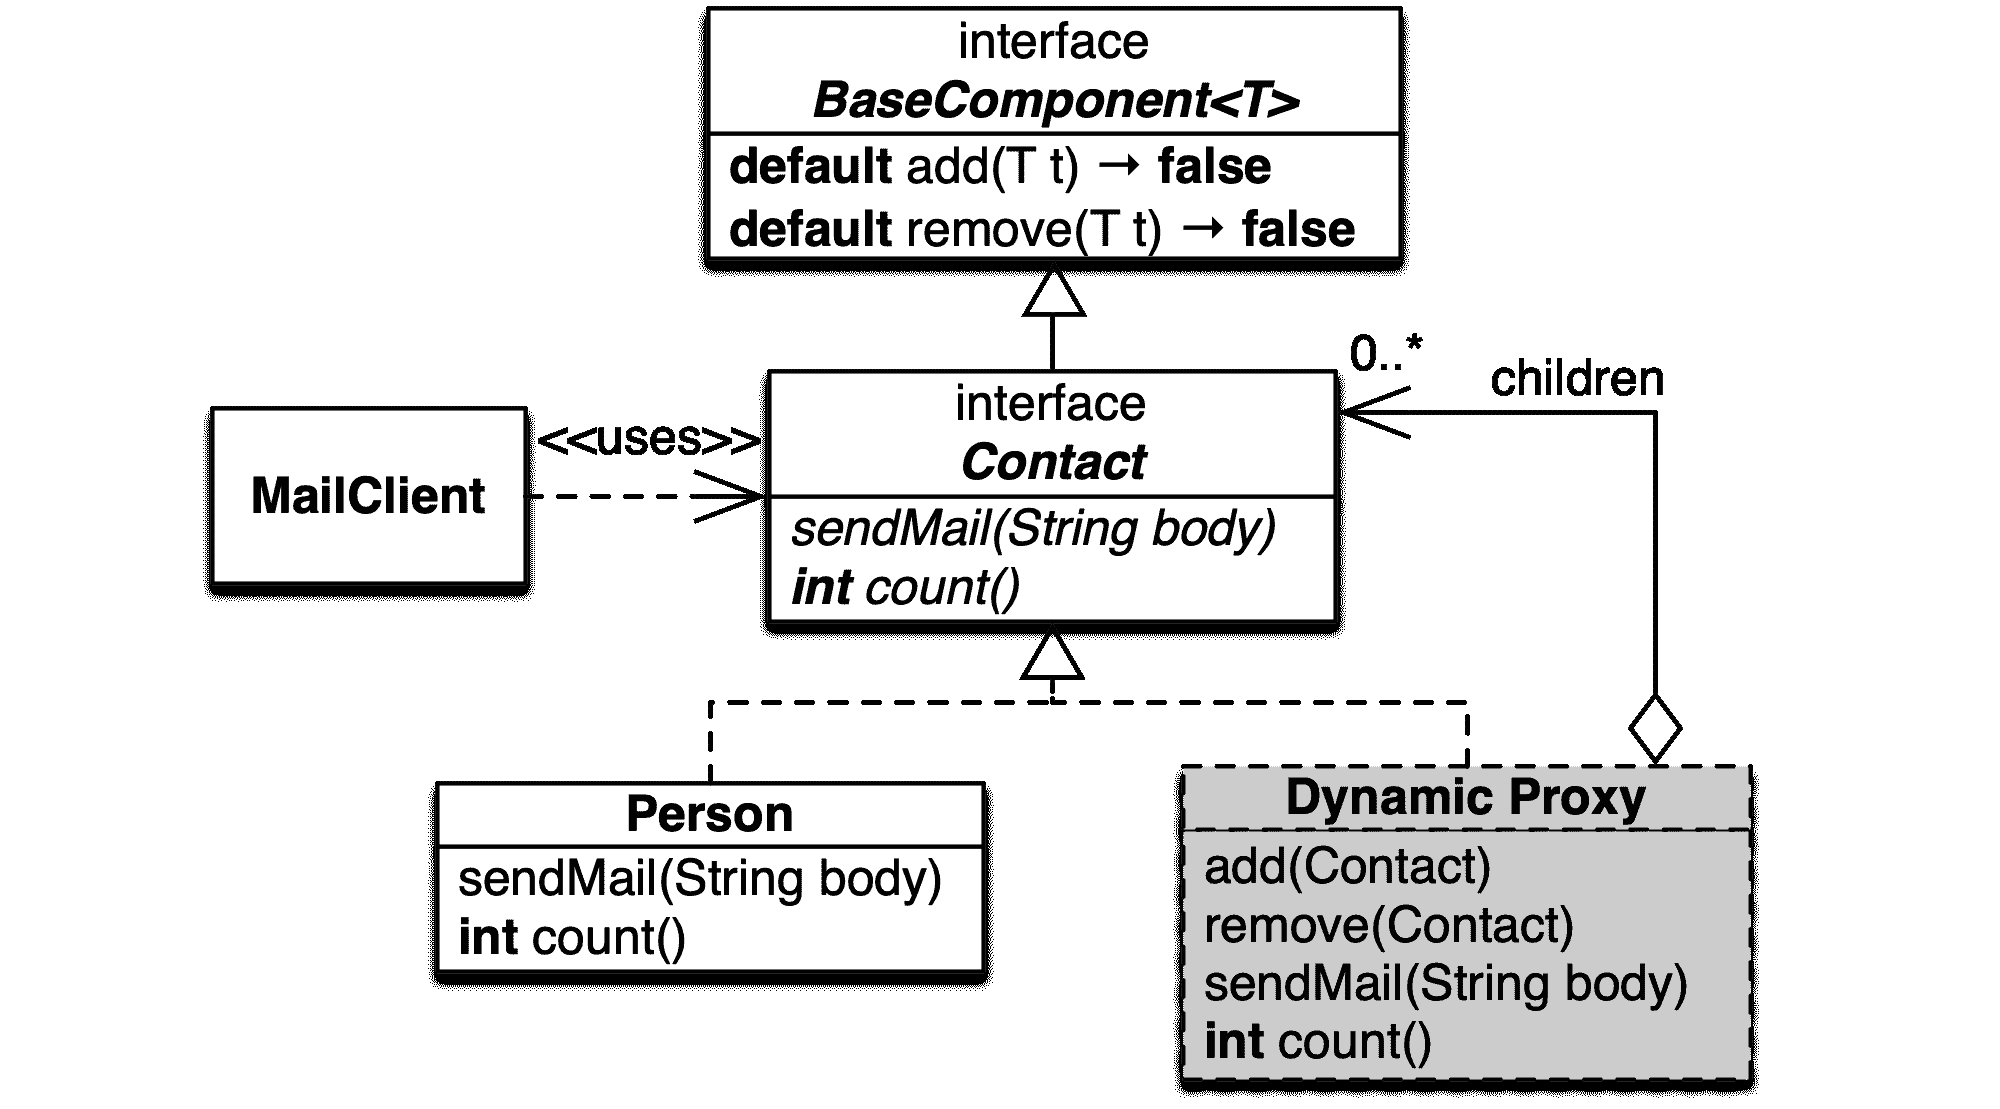 interface
BaseComponent<T>
default add(T t) → false
default remove(T t) → false
0..*
children
MailClient
<<uses>>
interface
Contact
sendMail(String body)
int count()
Person
sendMail(String body)
int count()
Dynamic Proxy
add(Contact)
remove(Contact)
sendMail(String body)
int count()